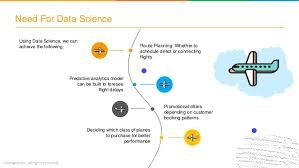 Need For Data Science
Using Data Science, we can
achieve the following:
Route Planning: Whether to
schedule direct or connecting
flights
Predictive analytics model
can be built to foresee
flight delays
Promotional offers
depending on customer
booking patterns
Deciding which class of planes
to purchase for better
performance